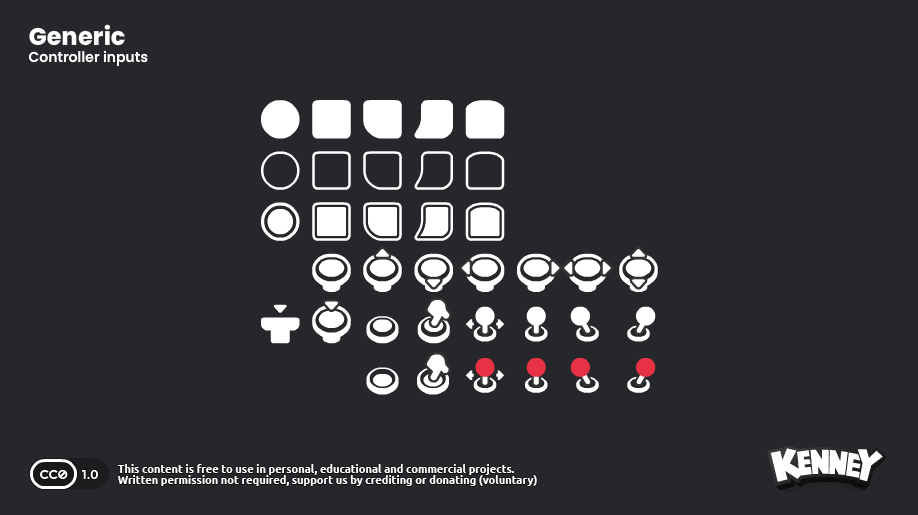 Generic
Controller inputs
CC0 1.0
This content is free to use in personal, educational and commercial projects.
Written permission not required, support us by crediting or donating (voluntary)
KENNEY